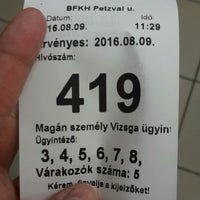 BFKH Petzval u.
Dátum Idő
2016.08.09. 11:29
Érvényes: 2016.08.09.
Hívószám:
419
Magán személy Vizsga ügyint
Ügyintéző:
3, 4, 5, 6, 7, 8,
Várakozók száma: 5
Kérem, figyelje a kijelzőket!